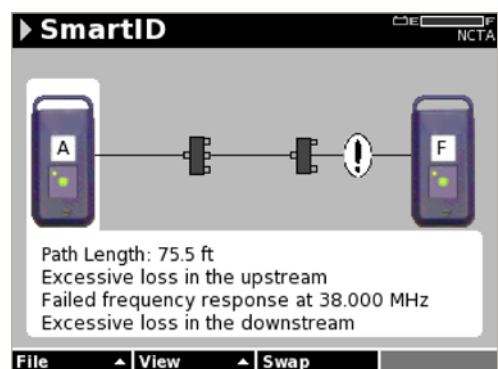 SmartID
E F
NCTA
A
!
F
Path Length: 75.5 ft
Excessive loss in the upstream
Failed frequency response at 38.000 MHz
Excessive loss in the downstream
File View Swap